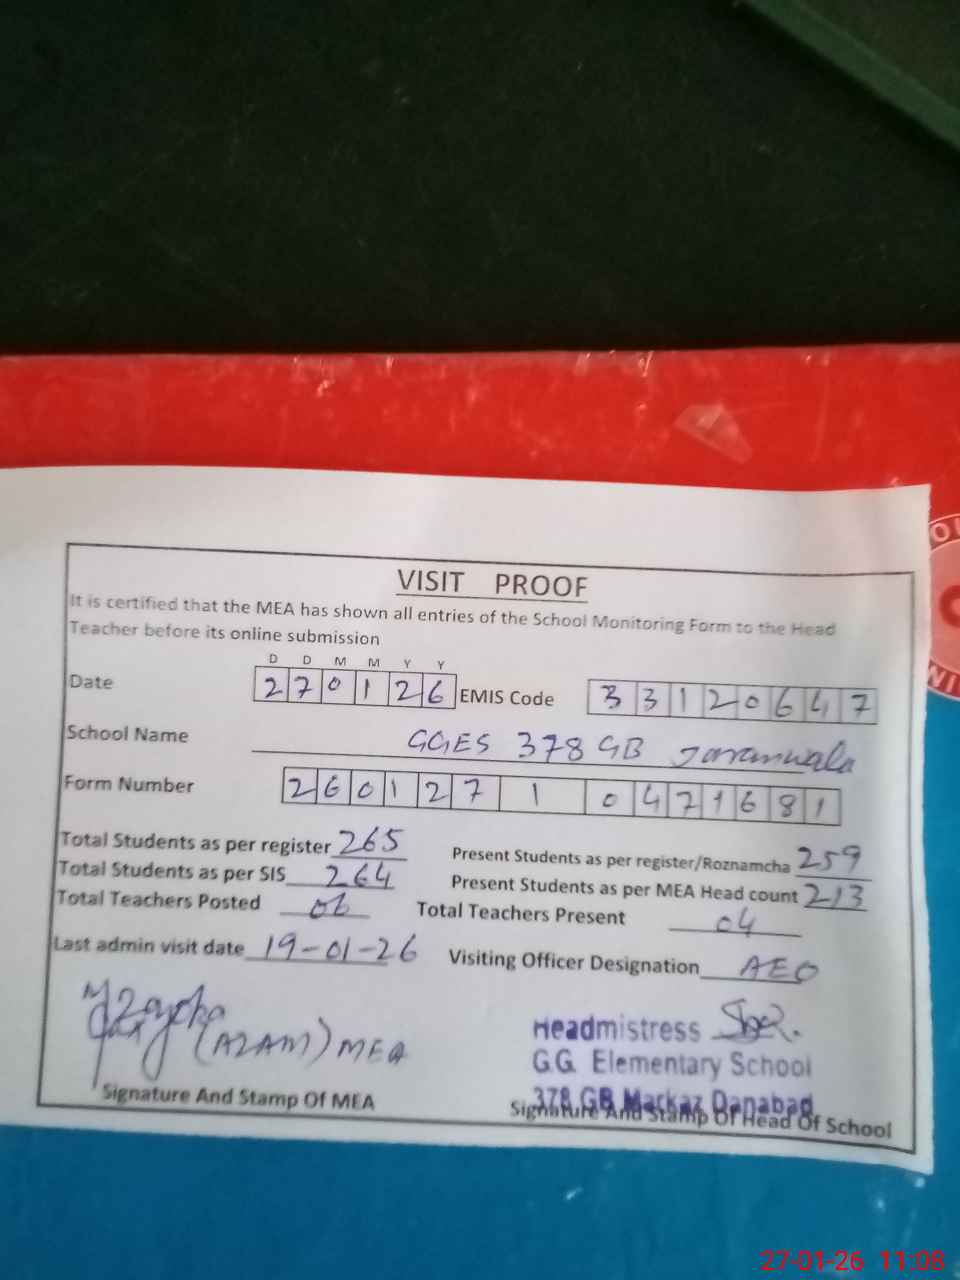 VISIT PROOF
It is certified that the MEA has shown all entries of the School Monitoring Form to the Head
Teacher before its online submission
D D M M Y Y
Date 2 7 0 1 2 6 EMIS Code 3 3 1 2 0 6 4 7
School Name GGES 378 GB Jaranwala
Form Number 2 6 0 1 2 7 1 0 4 7 1 6 8 1
Total Students as per register 265 Present Students as per register/Roznamcha 259
Total Students as per SIS 264 Present Students as per MEA Head count 213
Total Teachers Posted 06 Total Teachers Present 04
Last admin visit date 19-01-26 Visiting Officer Designation AEO
(AZAM) MEA
Signature And Stamp Of MEA
Headmistress
G.G. Elementary School
378 GB Markaz Danabad
Signature And Stamp Of Head Of School
27-01-26 11:08